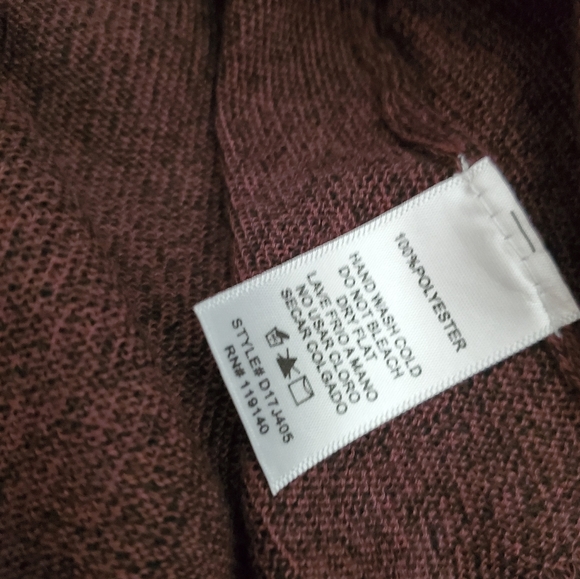 100%POLYESTER
HAND WASH COLD
DO NOT BLEACH
DRY FLAT
LAVE FRIO A MANO
NO USAR CLORO
SECAR COLGADO
STYLE# D17J405
RN# 119140